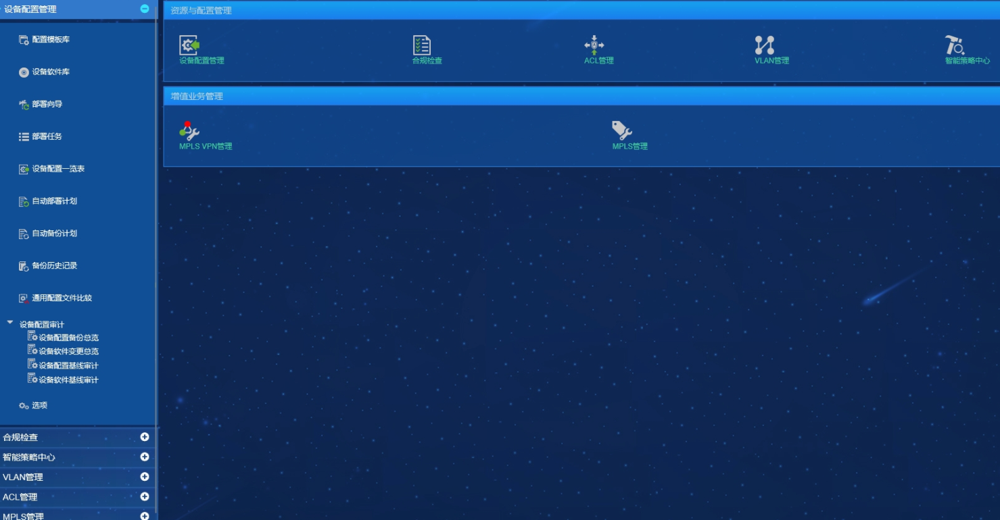 设备配置管理
配置模板库
设备软件库
部署向导
部署任务
设备配置一览表
自动部署计划
自动备份计划
备份历史记录
通用配置文件比较
设备配置审计
设备配置备份总览
设备软件变更总览
设备配置基线审计
设备软件基线审计
选项
合规检查
智能策略中心
VLAN管理
ACL管理
MPLS管理
资源与配置管理
设备配置管理
合规检查
ACL管理
VLAN管理
智能策略中心
增值业务管理
MPLS VPN管理
MPLS管理